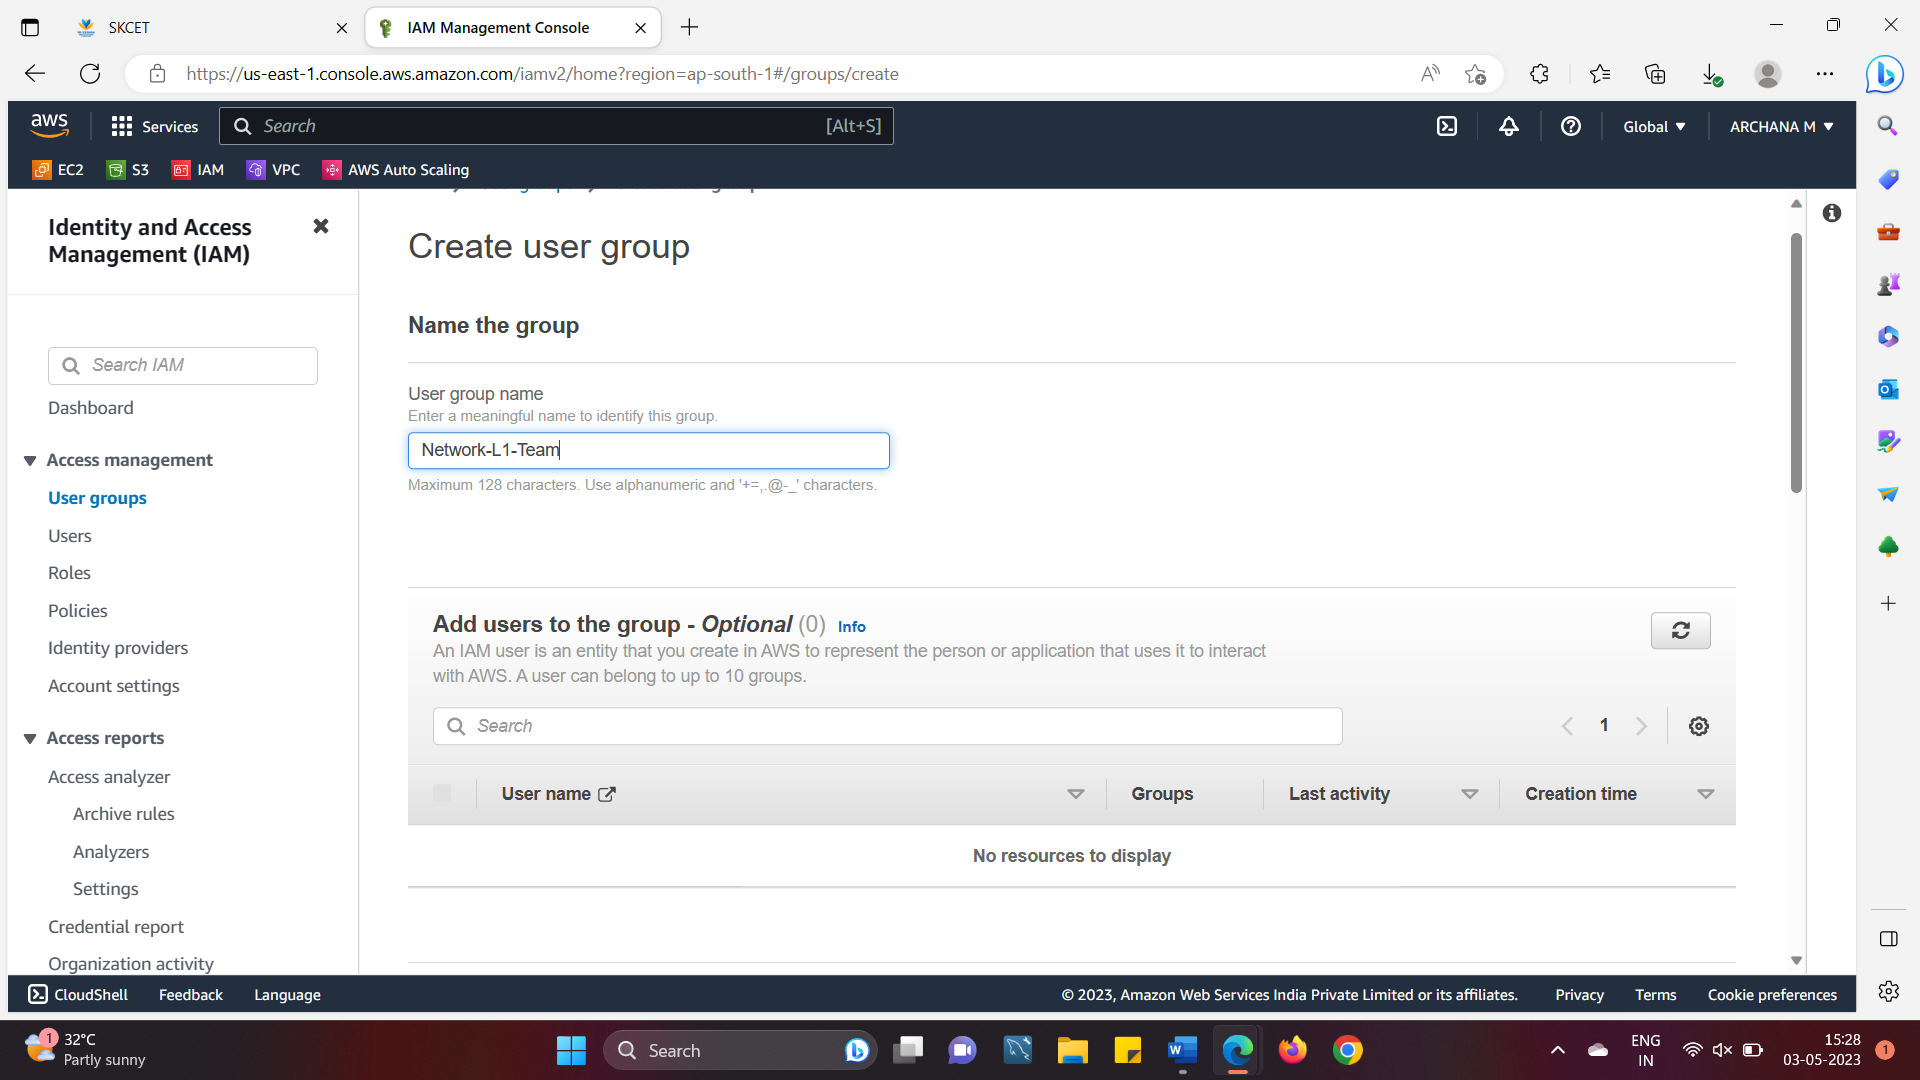 SKCET
IAM Management Console
https://us-east-1.console.aws.amazon.com/iamv2/home?region=ap-south-1#/groups/create
aws
Services
Search
[Alt+S]
Global
ARCHANA M
EC2
S3
IAM
VPC
AWS Auto Scaling
Identity and Access
Management (IAM)
Search IAM
Dashboard
Access management
User groups
Users
Roles
Policies
Identity providers
Account settings
Access reports
Access analyzer
Archive rules
Analyzers
Settings
Credential report
Organization activity
Create user group
Name the group
User group name
Enter a meaningful name to identify this group.
Network-L1-Team
Maximum 128 characters. Use alphanumeric and '+=,.@-_' characters.
Add users to the group - Optional (0) Info
An IAM user is an entity that you create in AWS to represent the person or application that uses it to interact
with AWS. A user can belong to up to 10 groups.
Search
1
User name
Groups
Last activity
Creation time
No resources to display
CloudShell
Feedback
Language
© 2023, Amazon Web Services India Private Limited or its affiliates.
Privacy
Terms
Cookie preferences
1
32°C
Partly sunny
Search
ENG
IN
15:28
03-05-2023
1